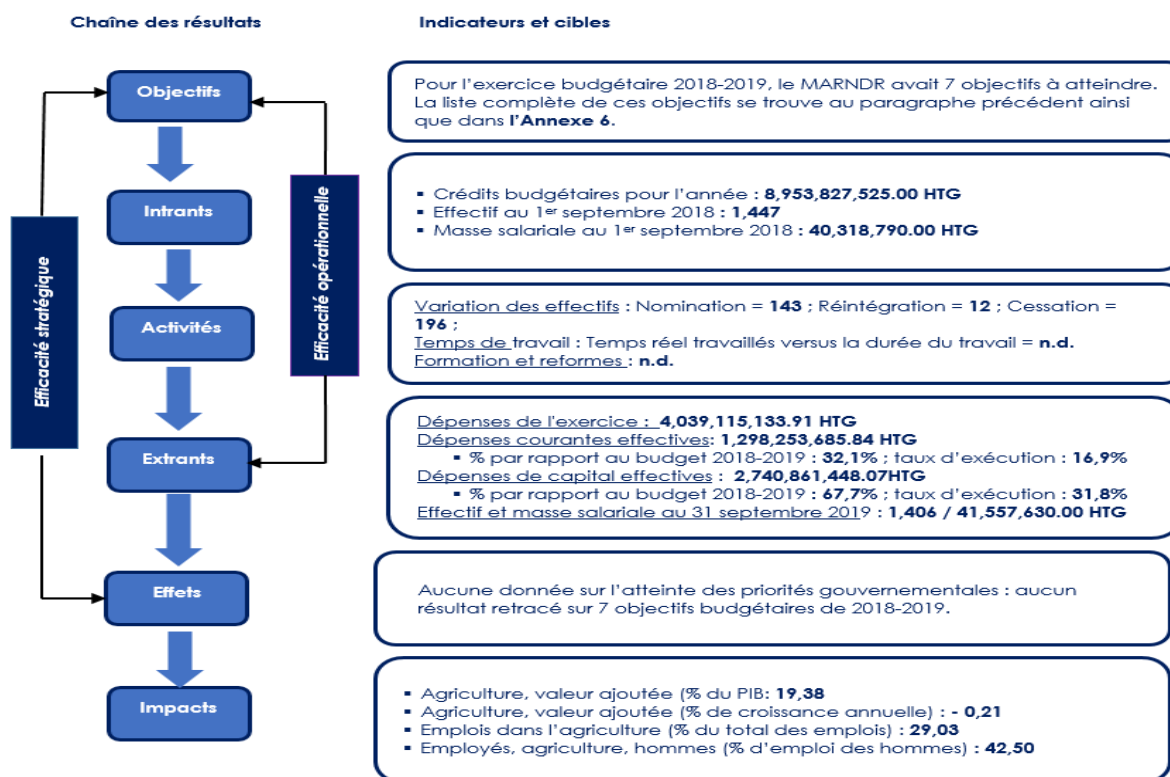 Chaîne des résultats
Indicateurs et cibles
Objectifs
Pour l'exercice budgétaire 2018-2019, le MARNDR avait 7 objectifs à atteindre.
La liste complète de ces objectifs se trouve au paragraphe précédent ainsi
que dans l'Annexe 6.
Intrants
▪ Crédits budgétaires pour l'année : 8,953,827,525.00 HTG
▪ Effectif au 1er septembre 2018 : 1,447
▪ Masse salariale au 1er septembre 2018 : 40,318,790.00 HTG
Activités
Variation des effectifs : Nomination = 143 ; Réintégration = 12 ; Cessation =
196 ;
Temps de travail : Temps réel travaillés versus la durée du travail = n.d.
Formation et reformes : n.d.
Extrants
Dépenses de l'exercice : 4,039,115,133.91 HTG
Dépenses courantes effectives: 1,298,253,685.84 HTG
▪ % par rapport au budget 2018-2019 : 32,1% ; taux d'exécution : 16,9%
Dépenses de capital effectives : 2,740,861,448.07HTG
▪ % par rapport au budget 2018-2019 : 67,7% ; taux d'exécution : 31,8%
Effectif et masse salariale au 31 septembre 2019 : 1,406 / 41,557,630.00 HTG
Effets
Aucune donnée sur l'atteinte des priorités gouvernementales : aucun
résultat retracé sur 7 objectifs budgétaires de 2018-2019.
Impacts
▪ Agriculture, valeur ajoutée (% du PIB: 19,38
▪ Agriculture, valeur ajoutée (% de croissance annuelle) : - 0,21
▪ Emplois dans l'agriculture (% du total des emplois) : 29,03
▪ Employés, agriculture, hommes (% d'emploi des hommes) : 42,50
Efficacité stratégique
Efficacité opérationnelle